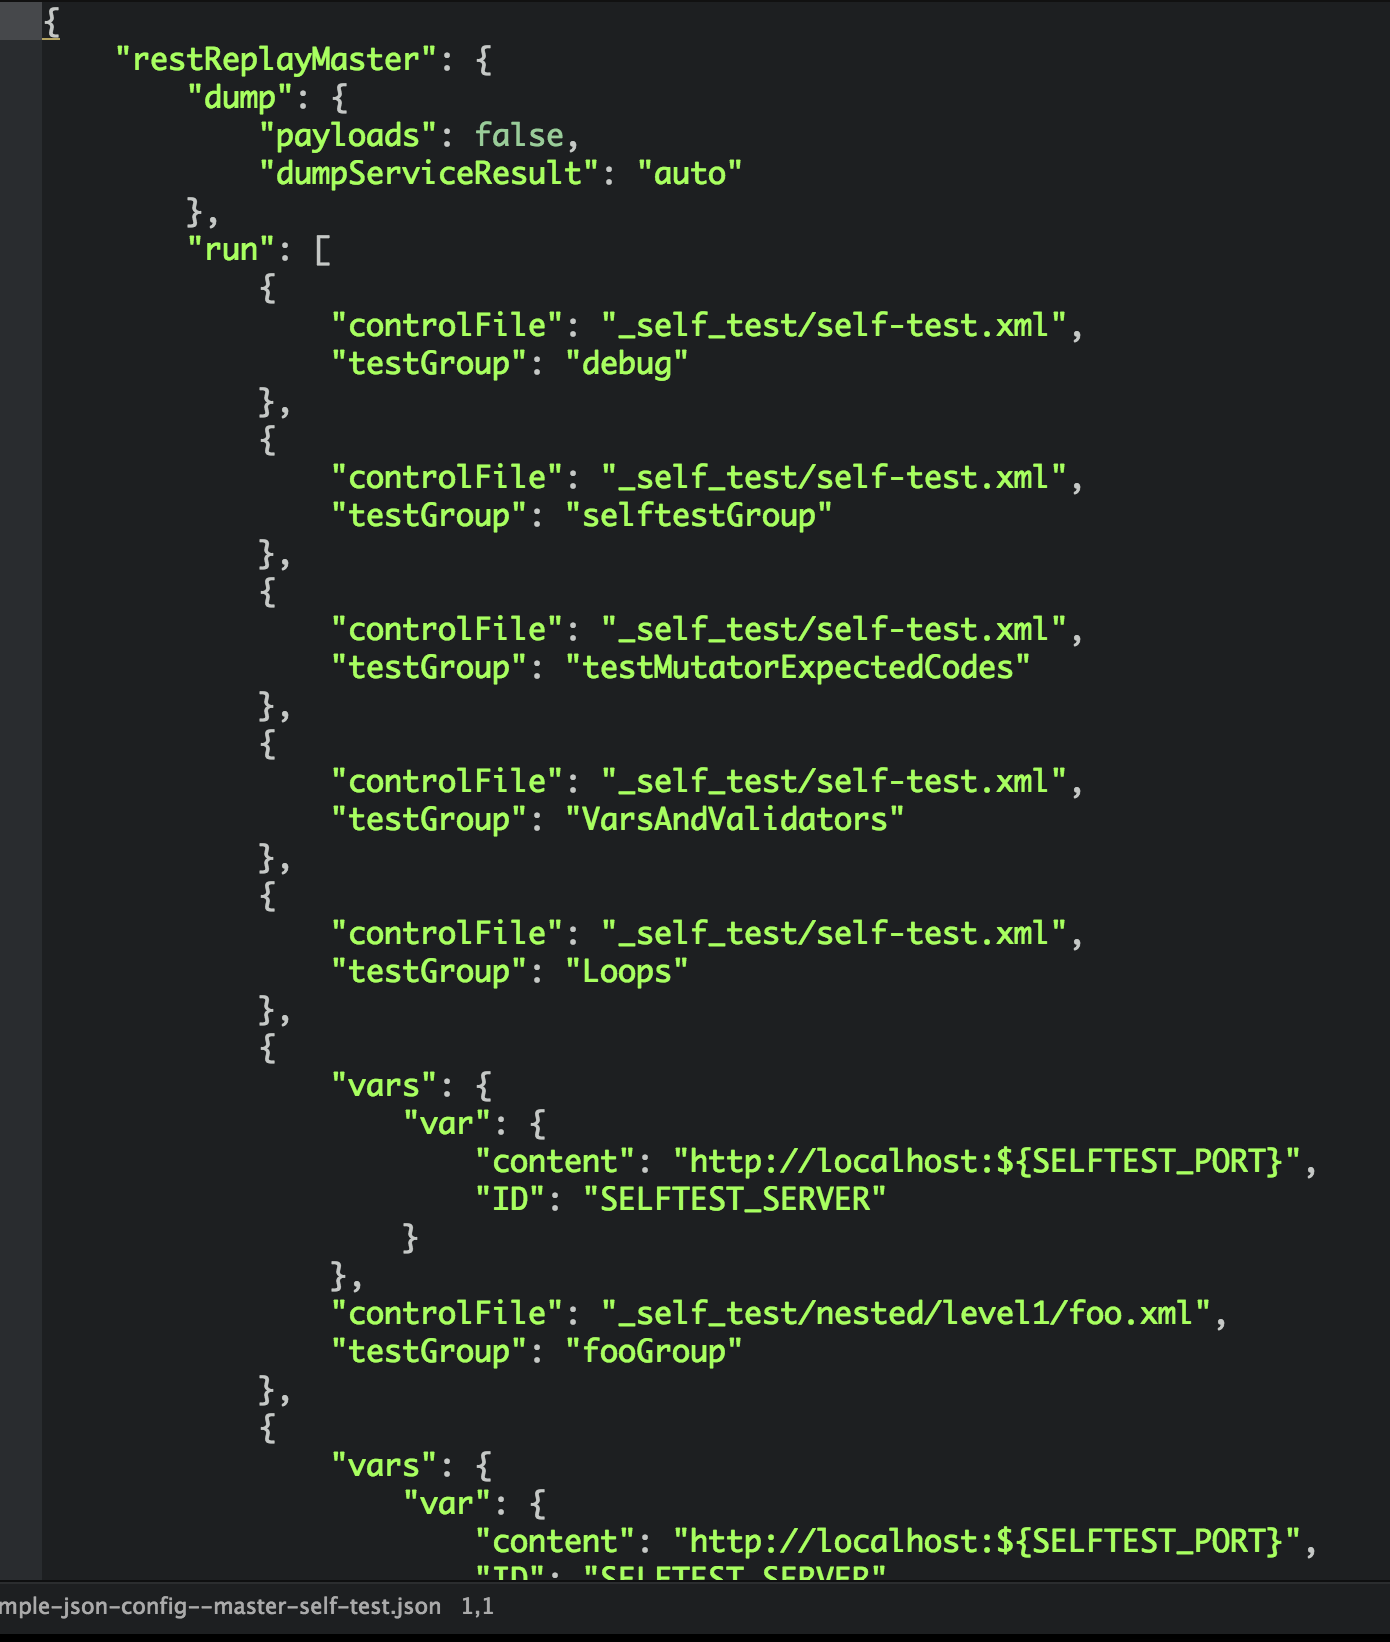 {
    "restReplayMaster": {
        "dump": {
            "payloads": false,
            "dumpServiceResult": "auto"
        },
        "run": [
            {
                "controlFile": "_self_test/self-test.xml",
                "testGroup": "debug"
            },
            {
                "controlFile": "_self_test/self-test.xml",
                "testGroup": "selftestGroup"
            },
            {
                "controlFile": "_self_test/self-test.xml",
                "testGroup": "testMutatorExpectedCodes"
            },
            {
                "controlFile": "_self_test/self-test.xml",
                "testGroup": "VarsAndValidators"
            },
            {
                "controlFile": "_self_test/self-test.xml",
                "testGroup": "Loops"
            },
            {
                "vars": {
                    "var": {
                        "content": "http://localhost:${SELFTEST_PORT}",
                        "ID": "SELFTEST_SERVER"
                    }
                },
                "controlFile": "_self_test/nested/level1/foo.xml",
                "testGroup": "fooGroup"
            },
            {
                "vars": {
                    "var": {
                        "content": "http://localhost:${SELFTEST_PORT}",
                        "ID": "SELFTEST_SERVER"
mple-json-config--master-self-test.json 1,1